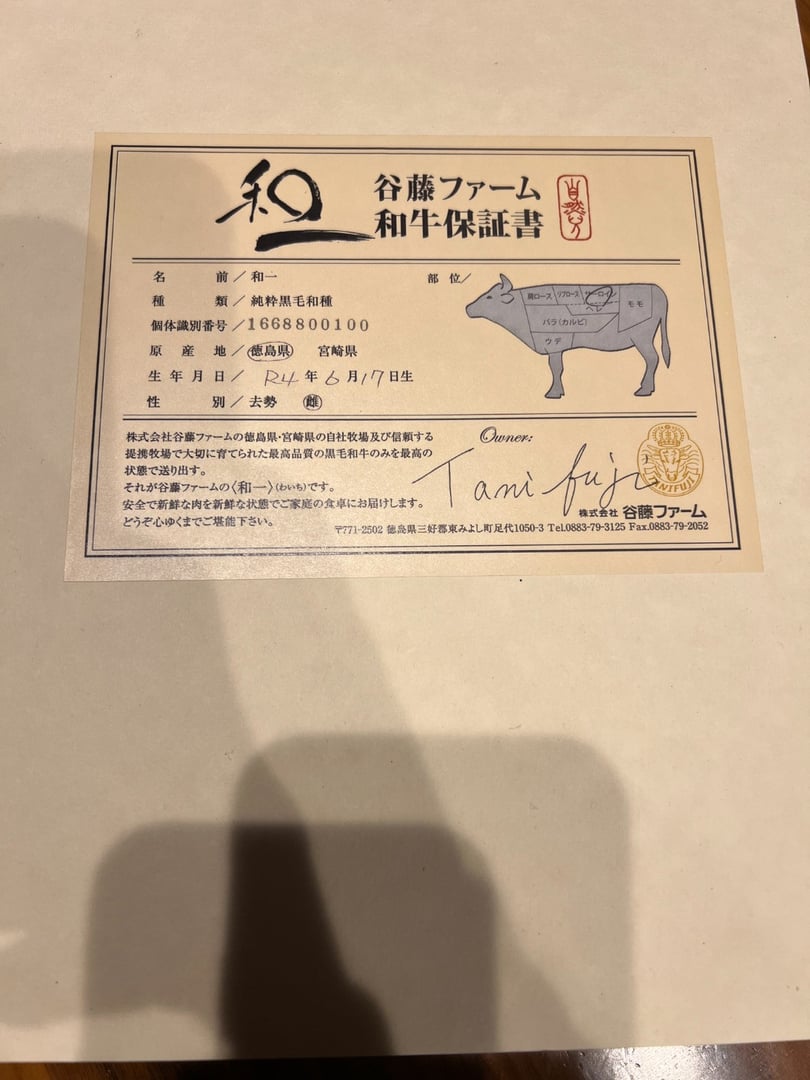 和一
谷藤ファーム
和牛保証書
名前/和一
種類/純粋黒毛和種
個体識別番号/1668800100
原産地/徳島県 宮崎県
生年月日/R4年6月17日生
性別/去勢 雌
部位/
肩ロース リブロース サーロイン
ヒレ
モモ
バラ(カルビ)
ウデ
株式会社谷藤ファームの徳島県・宮崎県の自社牧場及び信頼する
提携牧場で大切に育てられた最高品質の黒毛和牛のみを最高の
状態で送り出す。
それが谷藤ファームの〈和一〉(わいち)です。
安全で新鮮な肉を新鮮な状態でご家庭の食卓にお届けします。
どうぞ心ゆくまでご堪能下さい。
Owner:
Tanifuji
TANIFUJI
株式会社 谷藤ファーム
〒771-2502 徳島県三好郡東みよし町足代1050-3 Tel.0883-79-3125 Fax.0883-79-2052